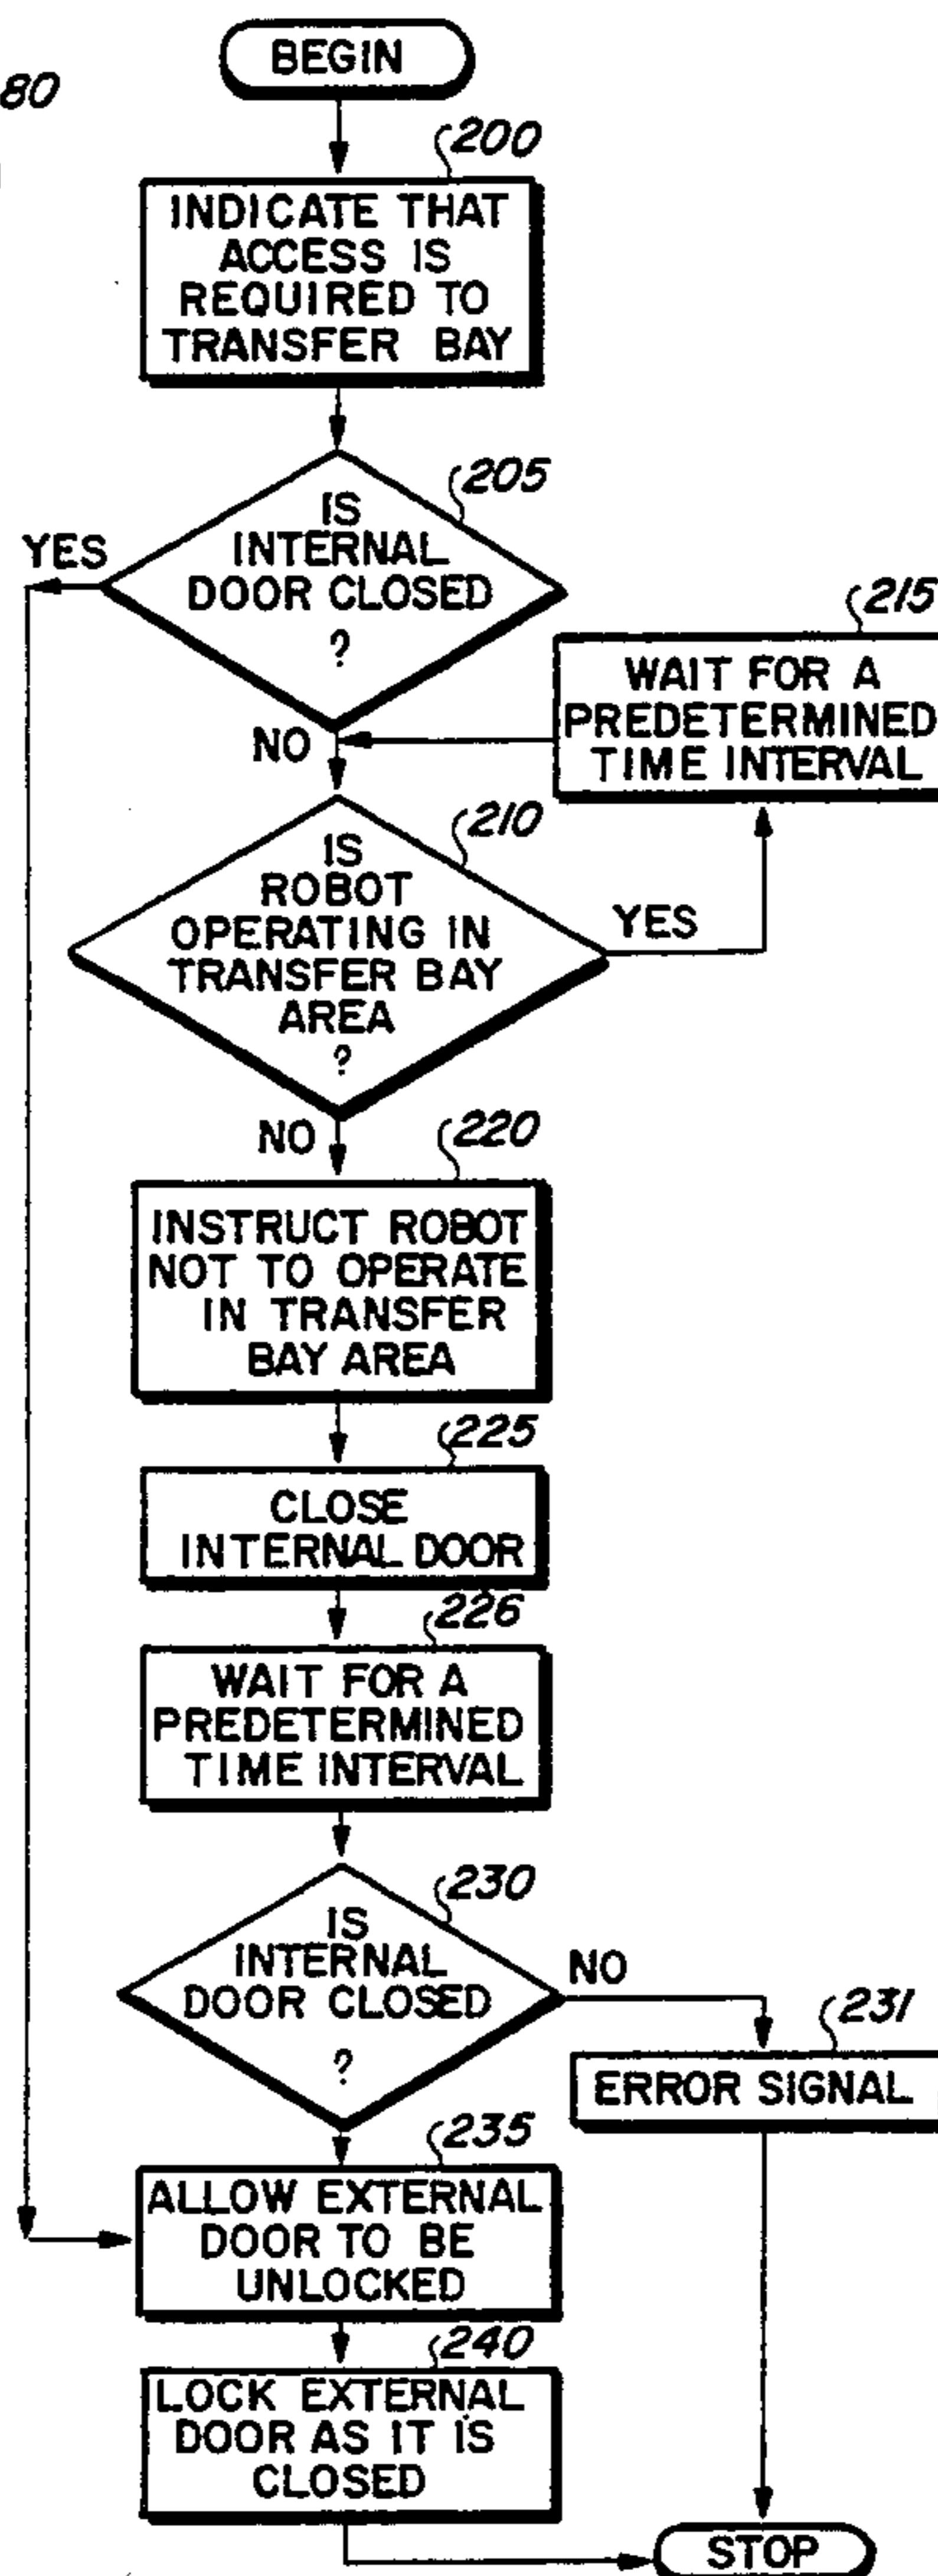 80
BEGIN
200
INDICATE THAT
ACCESS IS
REQUIRED TO
TRANSFER BAY
205
IS
INTERNAL
DOOR CLOSED
?
YES
NO
215
WAIT FOR A
PREDETERMINED
TIME INTERVAL
210
IS
ROBOT
OPERATING IN
TRANSFER BAY
AREA
?
YES
NO
220
INSTRUCT ROBOT
NOT TO OPERATE
IN TRANSFER
BAY AREA
225
CLOSE
INTERNAL DOOR
226
WAIT FOR A
PREDETERMINED
TIME INTERVAL
230
IS
INTERNAL
DOOR CLOSED
?
NO
231
ERROR SIGNAL
235
ALLOW EXTERNAL
DOOR TO BE
UNLOCKED
240
LOCK EXTERNAL
DOOR AS IT IS
CLOSED
STOP